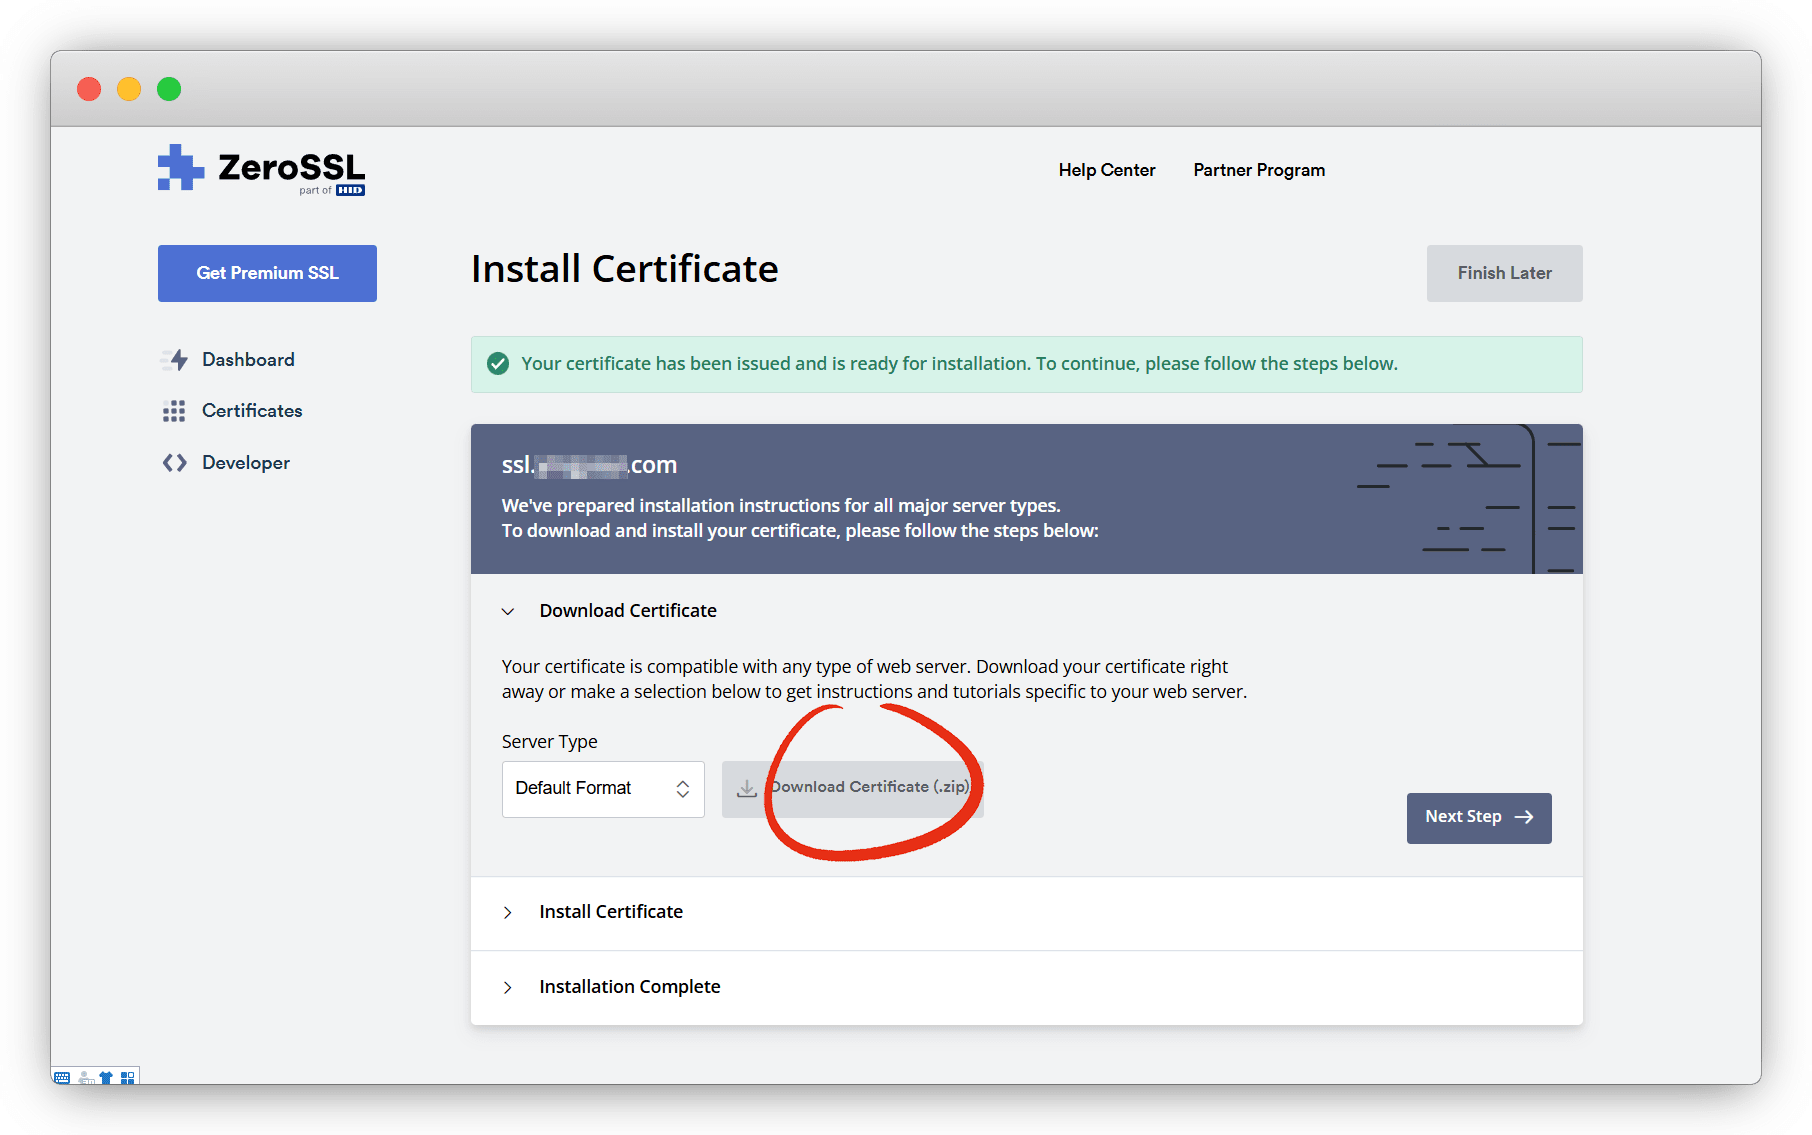 ZeroSSL
part of HID
Help Center
Partner Program
Get Premium SSL
Dashboard
Certificates
Developer
Install Certificate
Finish Later
Your certificate has been issued and is ready for installation. To continue, please follow the steps below.
ssl. .com
We've prepared installation instructions for all major server types.
To download and install your certificate, please follow the steps below:
Download Certificate
Your certificate is compatible with any type of web server. Download your certificate right
away or make a selection below to get instructions and tutorials specific to your web server.
Server Type
Default Format
Download Certificate (.zip)
Next Step
Install Certificate
Installation Complete